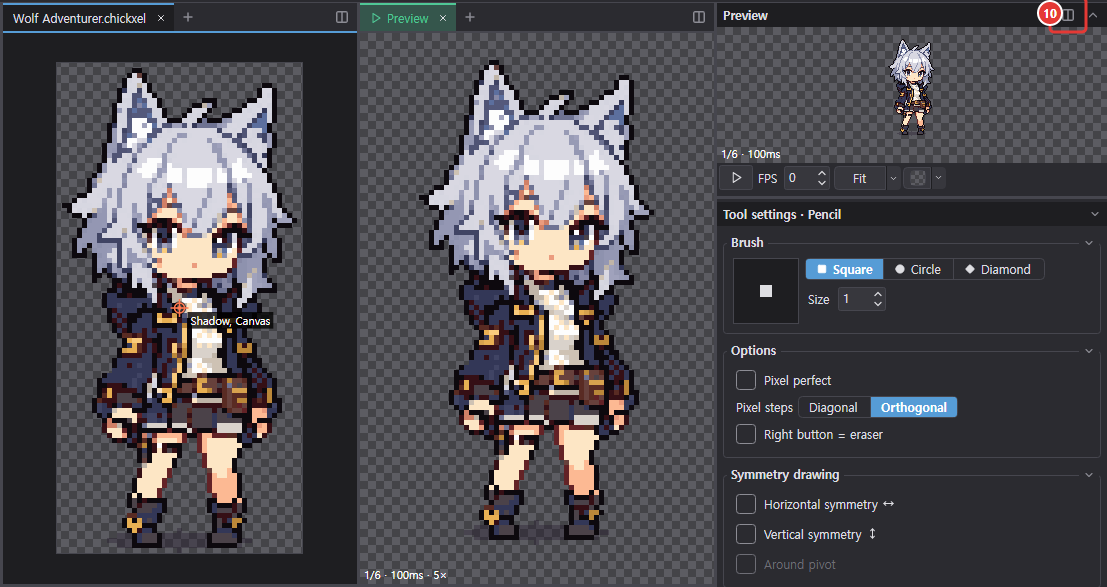 Wolf Adventurer.chickxel × +
Preview × +
Preview
10
Shadow, Canvas
1/6 · 100ms · 5×
1/6 · 100ms
FPS 0 Fit
Tool settings · Pencil
Brush
Square Circle Diamond
Size 1
Options
Pixel perfect
Pixel steps Diagonal Orthogonal
Right button = eraser
Symmetry drawing
Horizontal symmetry ↔
Vertical symmetry ↕
Around pivot